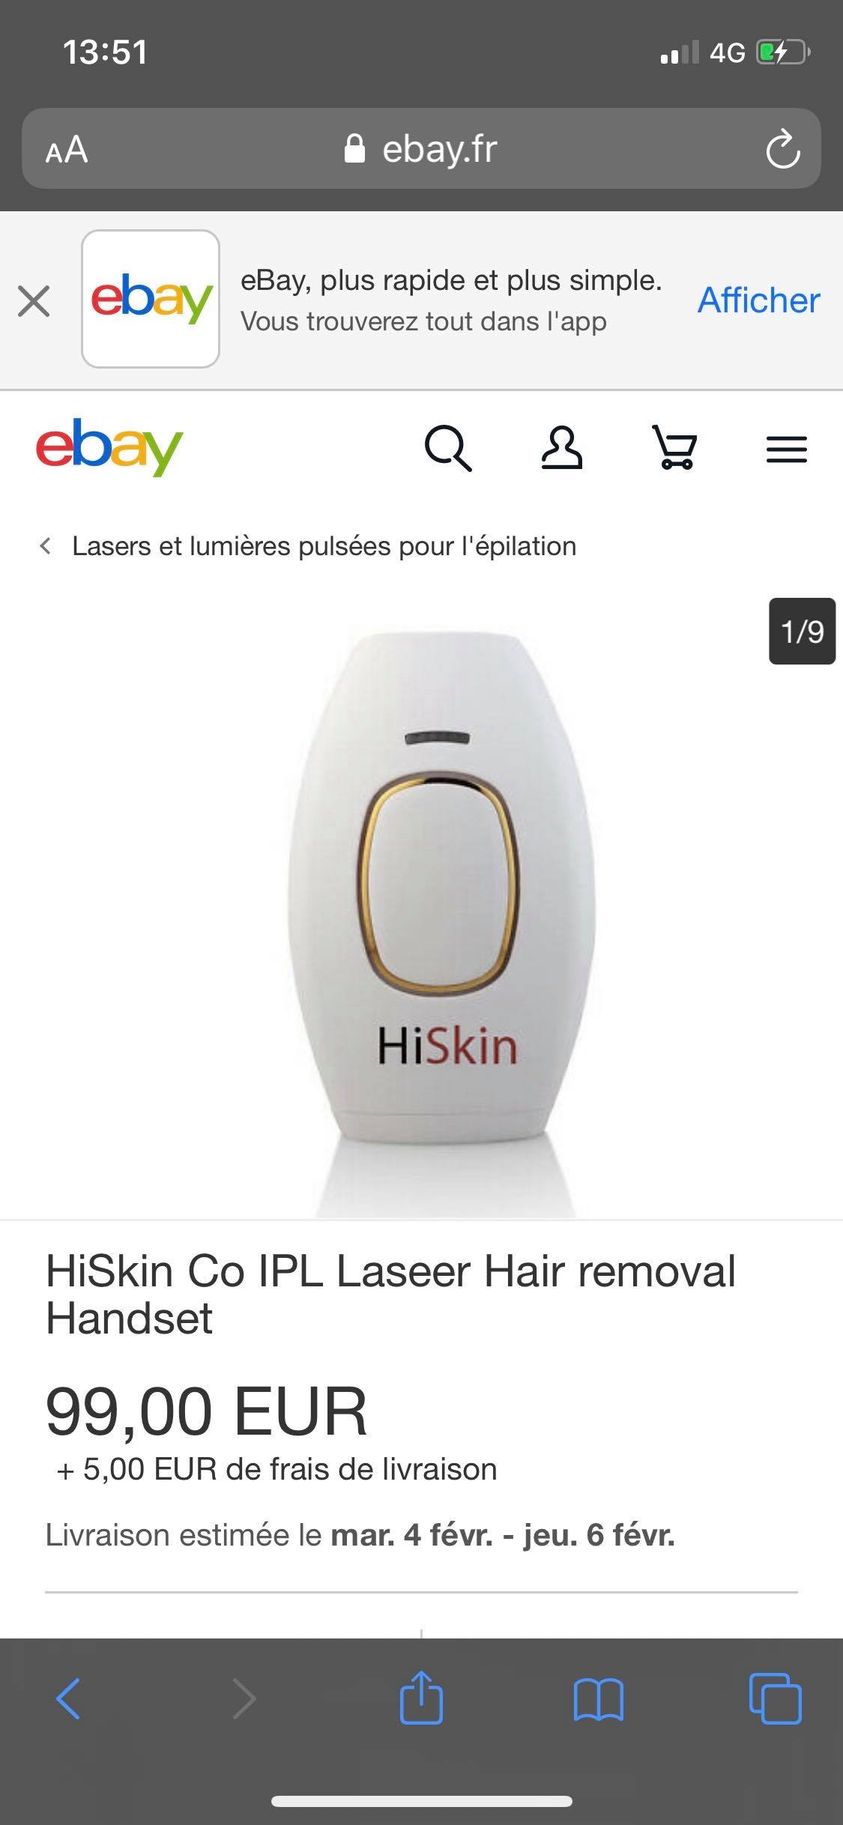 13:51
4G
AA
ebay.fr
ebay
eBay, plus rapide et plus simple.
Vous trouverez tout dans l'app
Afficher
ebay
Lasers et lumières pulsées pour l'épilation
1/9
HiSkin
HiSkin Co IPL Laseer Hair removal
Handset
99,00 EUR
+ 5,00 EUR de frais de livraison
Livraison estimée le mar. 4 févr. - jeu. 6 févr.